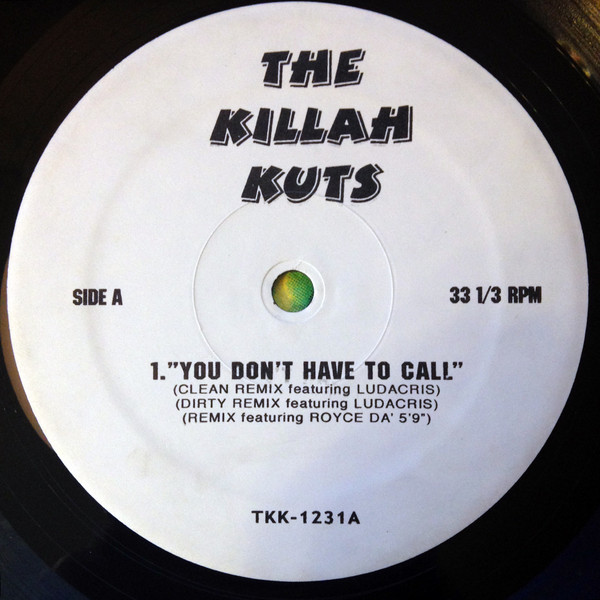 THE
KILLAH
KUTS
SIDE A
33 1/3 RPM
1."YOU DON'T HAVE TO CALL"
(CLEAN REMIX featuring LUDACRIS)
(DIRTY REMIX featuring LUDACRIS)
(REMIX featuring ROYCE DA' 5'9")
TKK-1231A